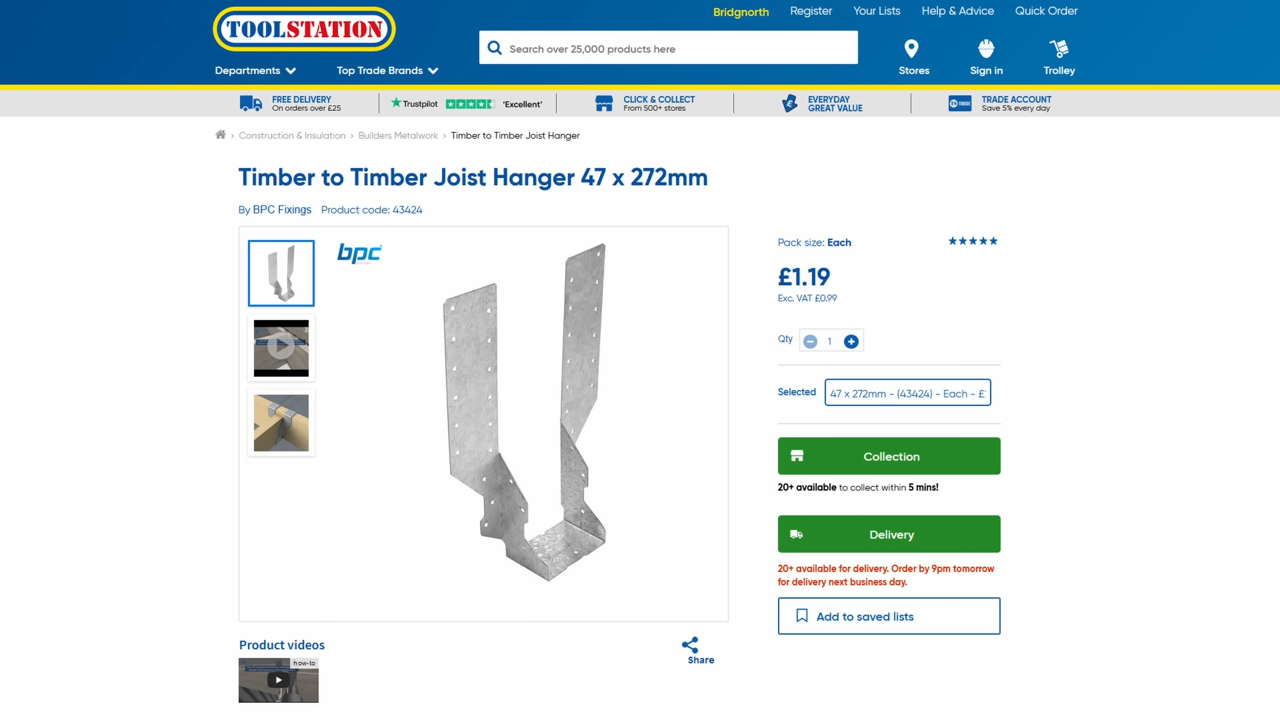 Bridgnorth
Register
Your Lists
Help & Advice
Quick Order
TOOLSTATION
Search over 25,000 products here
Departments
Top Trade Brands
Stores
Sign in
Trolley
FREE DELIVERY
On orders over £25
Trustpilot
'Excellent'
CLICK & COLLECT
From 500+ stores
EVERYDAY
GREAT VALUE
TRADE ACCOUNT
Save 5% every day
Construction & Insulation › Builders Metalwork › Timber to Timber Joist Hanger
Timber to Timber Joist Hanger 47 x 272mm
By BPC Fixings Product code: 43424
bpc
Pack size: Each
£1.19
Exc. VAT £0.99
Qty
1
Selected
47 x 272mm - (43424) - Each - £
Collection
20+ available to collect within 5 mins!
Delivery
20+ available for delivery. Order by 9pm tomorrow
for delivery next business day.
Add to saved lists
Product videos
Share
how-to